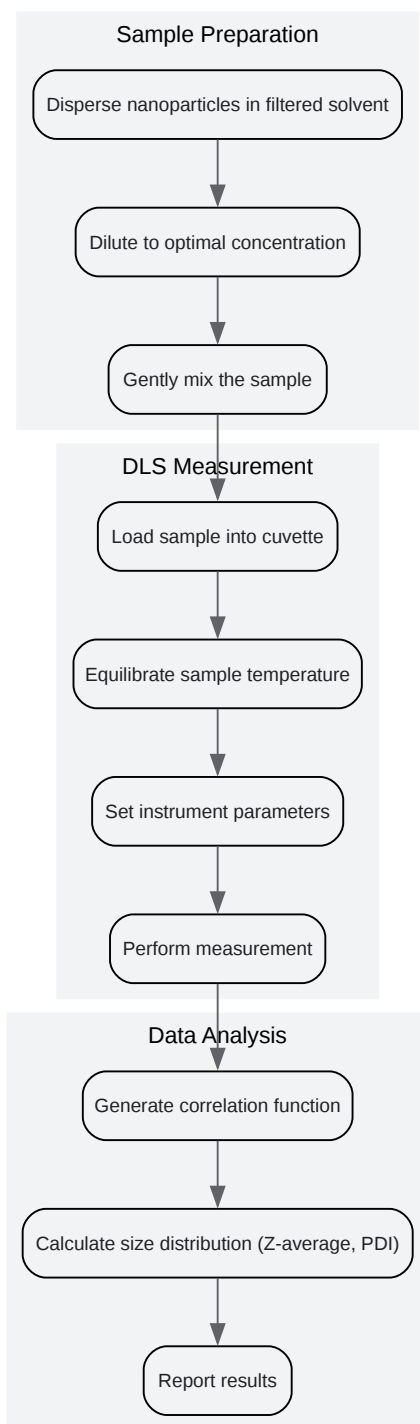 Sample Preparation
Disperse nanoparticles in filtered solvent
Dilute to optimal concentration
Gently mix the sample
DLS Measurement
Load sample into cuvette
Equilibrate sample temperature
Set instrument parameters
Perform measurement
Data Analysis
Generate correlation function
Calculate size distribution (Z-average, PDI)
Report results